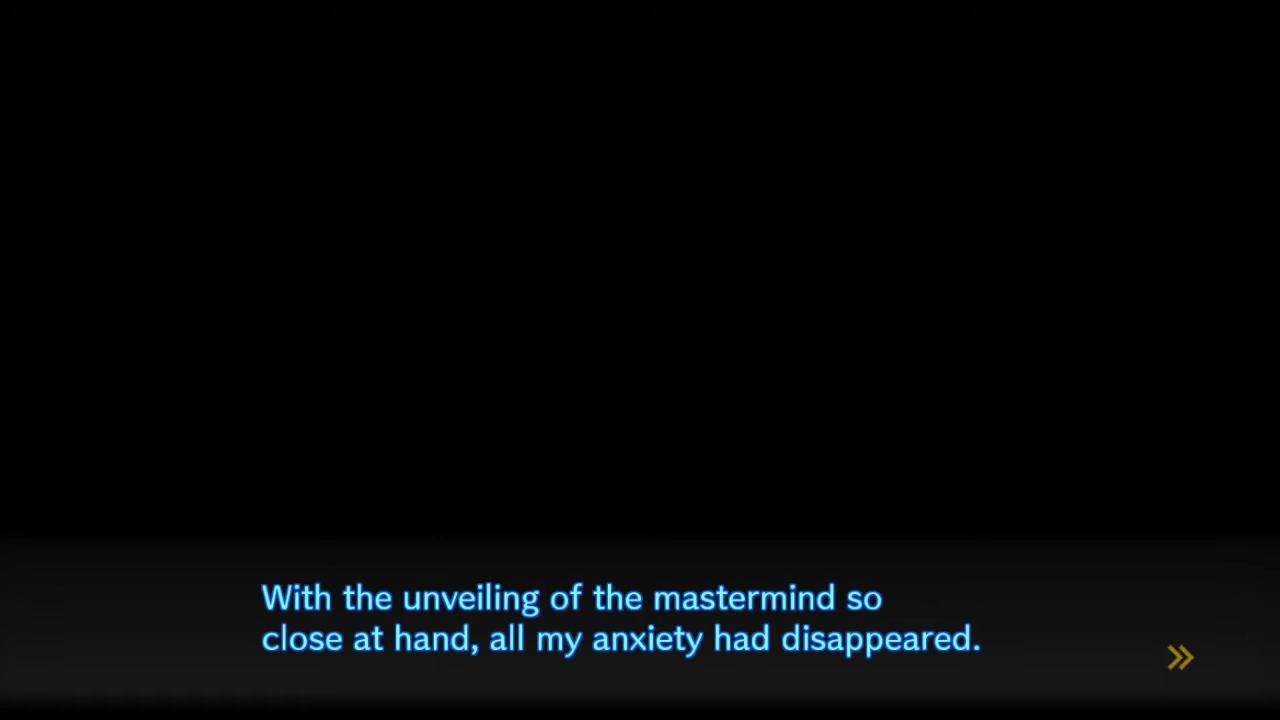 With the unveiling of the mastermind so
close at hand, all my anxiety had disappeared.